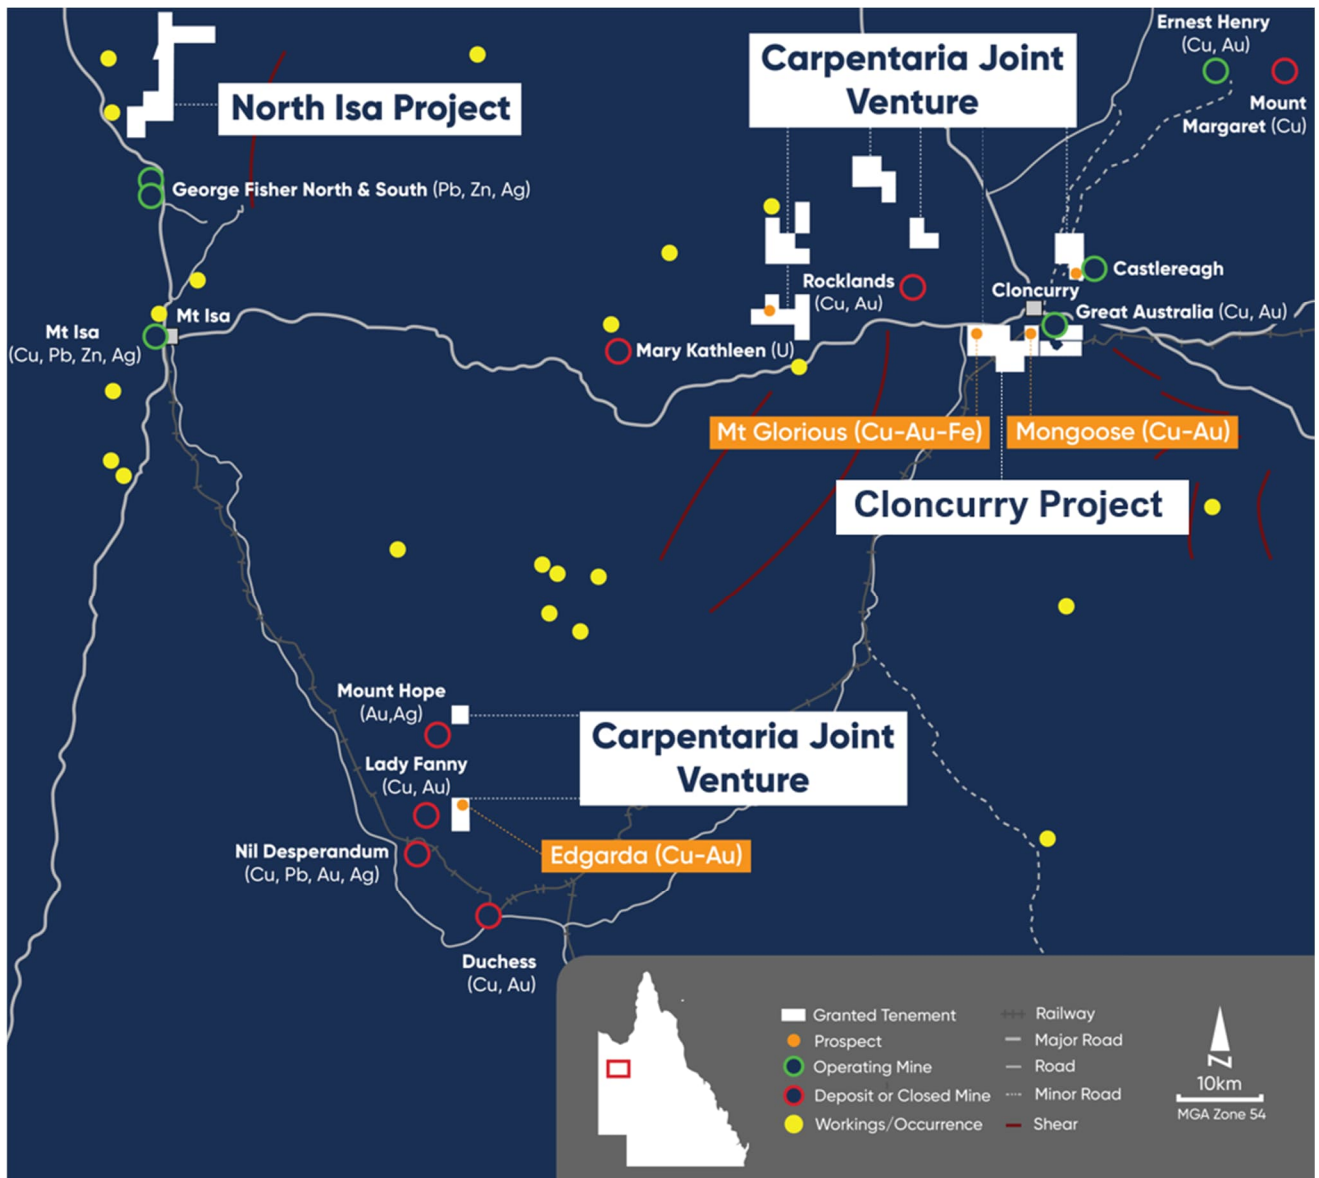 Ernest Henry
(Cu, Au)
Mount
Margaret (Cu)
Carpentaria Joint
Venture
North Isa Project
George Fisher North & South (Pb, Zn, Ag)
Castlereagh
Rocklands
(Cu, Au)
Cloncurry
Great Australia (Cu, Au)
Mt Isa
Mt Isa
(Cu, Pb, Zn, Ag)
Mary Kathleen (U)
Mt Glorious (Cu-Au-Fe)
Mongoose (Cu-Au)
Cloncurry Project
Mount Hope
(Au,Ag)
Carpentaria Joint
Venture
Lady Fanny
(Cu, Au)
Nil Desperandum
(Cu, Pb, Au, Ag)
Edgarda (Cu-Au)
Duchess
(Cu, Au)
Granted Tenement
Prospect
Operating Mine
Deposit or Closed Mine
Workings/Occurrence
Railway
Major Road
Road
Minor Road
Shear
N
10km
MGA Zone 54